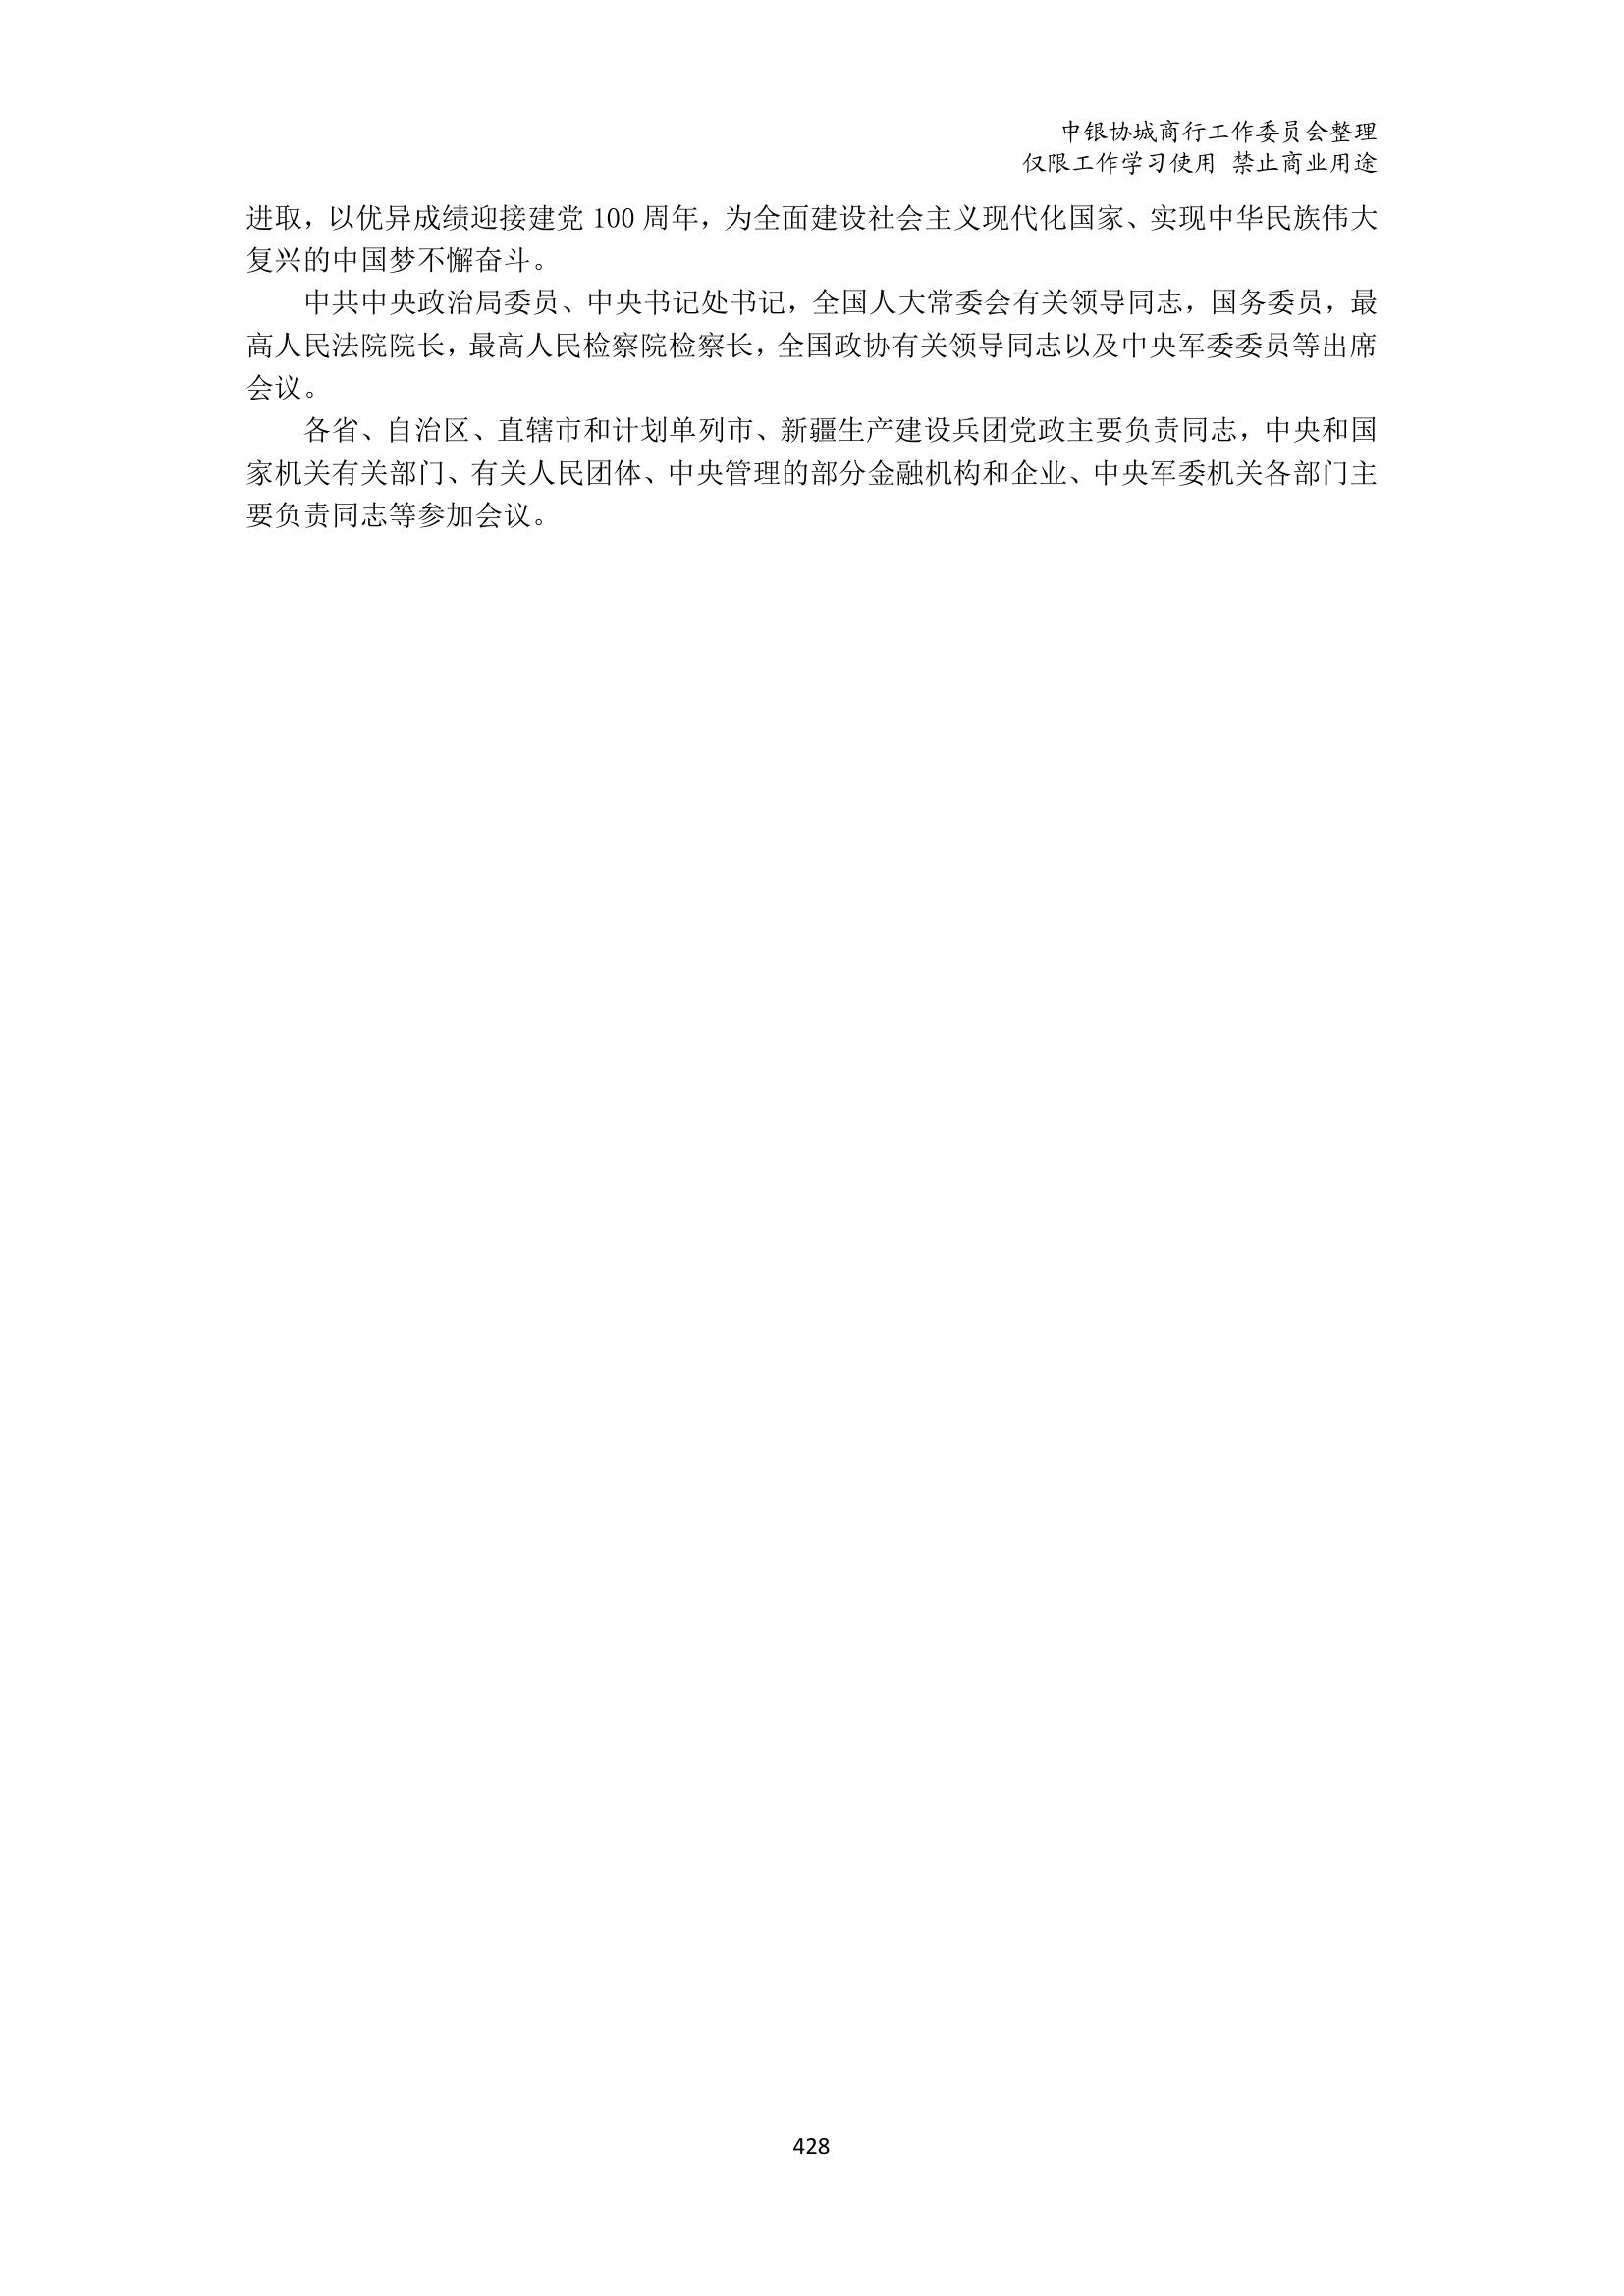 中银协城商行工作委员会整理
仅限工作学习使用 禁止商业用途
进取，以优异成绩迎接建党 100 周年，为全面建设社会主义现代化国家、实现中华民族伟大
复兴的中国梦不懈奋斗。
中共中央政治局委员、中央书记处书记，全国人大常委会有关领导同志，国务委员，最
高人民法院院长，最高人民检察院检察长，全国政协有关领导同志以及中央军委委员等出席
会议。
各省、自治区、直辖市和计划单列市、新疆生产建设兵团党政主要负责同志，中央和国
家机关有关部门、有关人民团体、中央管理的部分金融机构和企业、中央军委机关各部门主
要负责同志等参加会议。
428